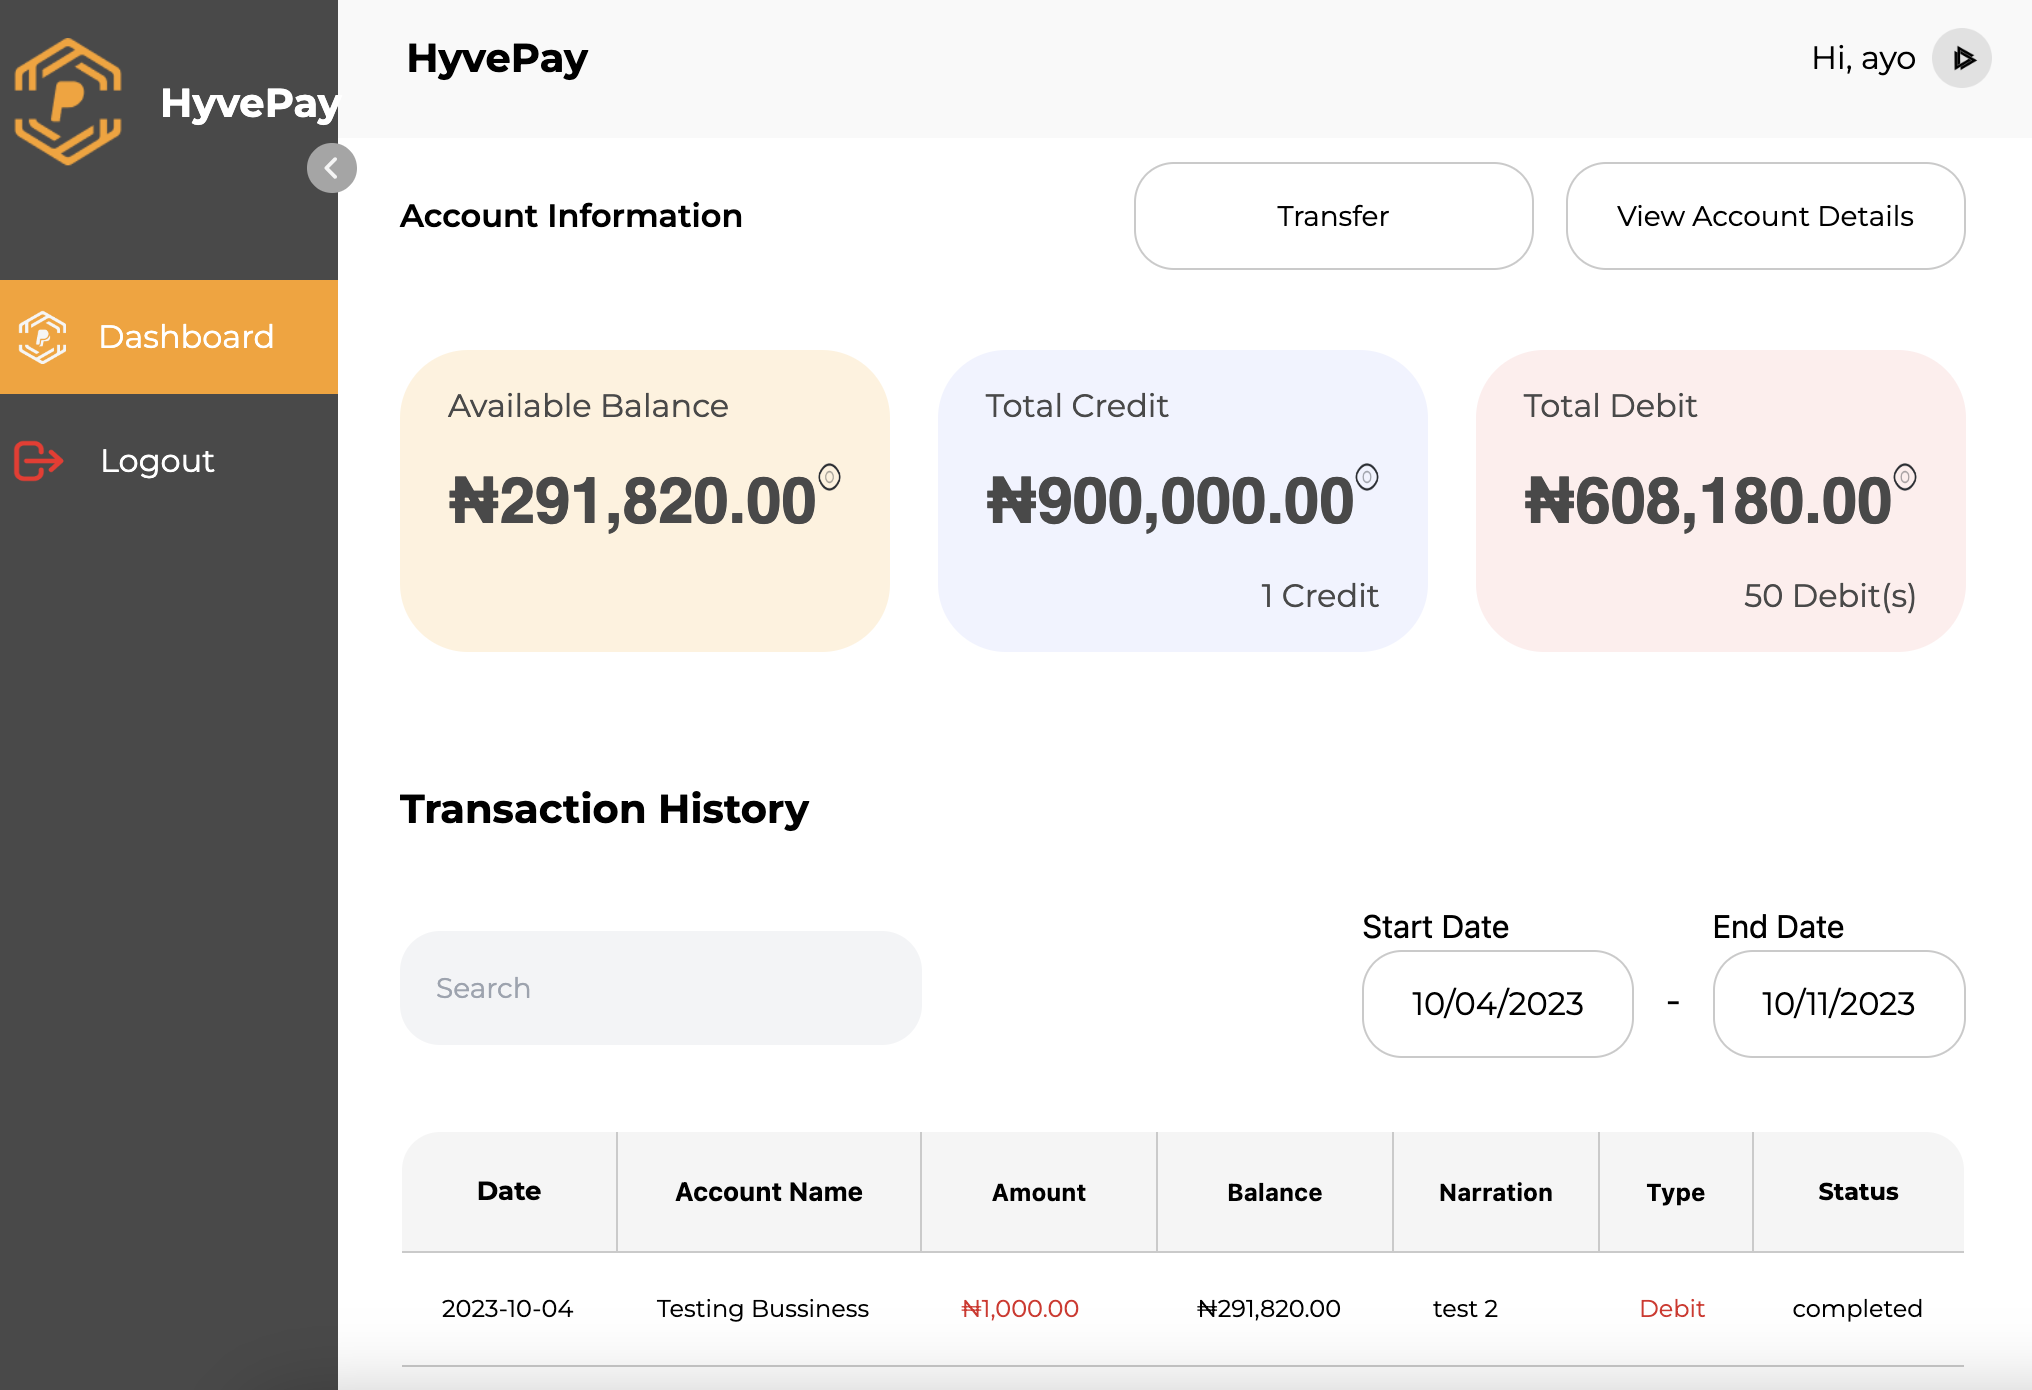 HyvePay
HyvePay
Hi, ayo
Account Information
Transfer
View Account Details
Dashboard
Logout
Available Balance
₦291,820.00
Total Credit
₦900,000.00
1 Credit
Total Debit
₦608,180.00
50 Debit(s)
Transaction History
Search
Start Date
10/04/2023
-
End Date
10/11/2023
Date Account Name Amount Balance Narration Type Status
2023-10-04 Testing Bussiness ₦1,000.00 ₦291,820.00 test 2 Debit completed